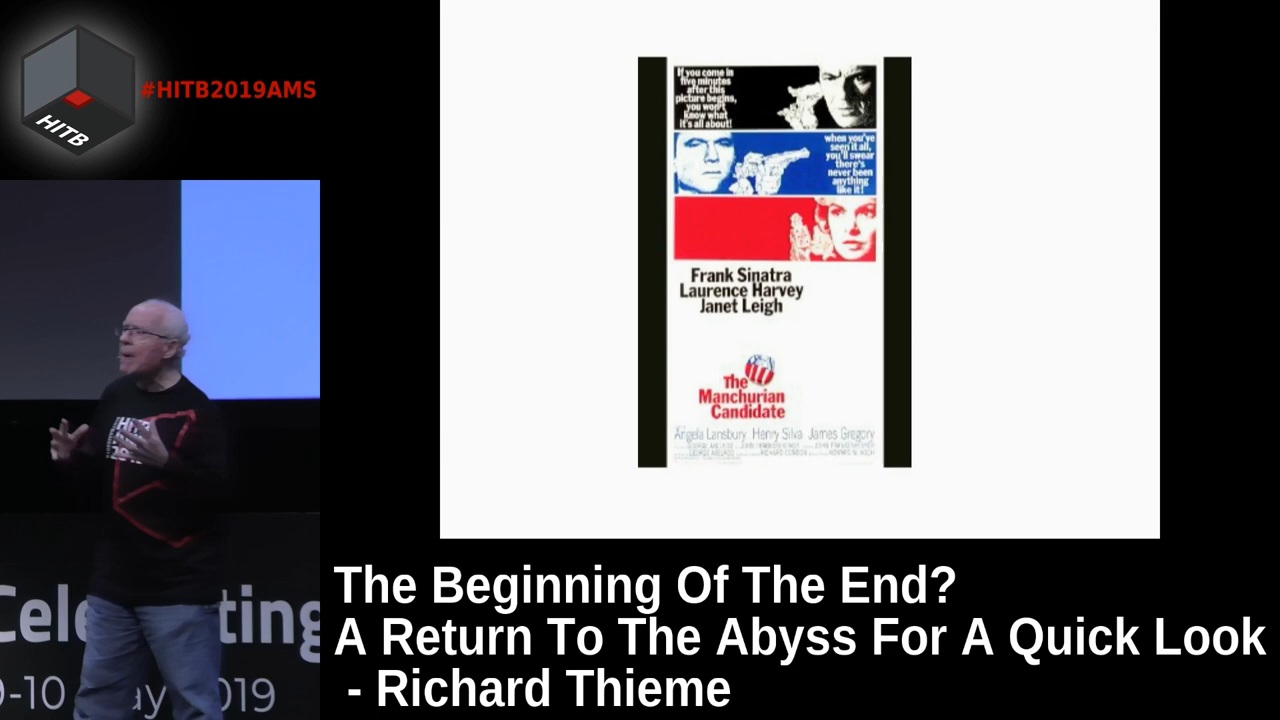 HITB
#HITB2019AMS
If you come in
five minutes
after this
picture begins,
you won't
know what
it's all about!
when you've
seen it all,
you'll swear
there's
never been
anything
like it!
Frank Sinatra
Laurence Harvey
Janet Leigh
The
Manchurian
Candidate
Angela Lansbury Henry Silva James Gregory
The Beginning Of The End?
A Return To The Abyss For A Quick Look
- Richard Thieme